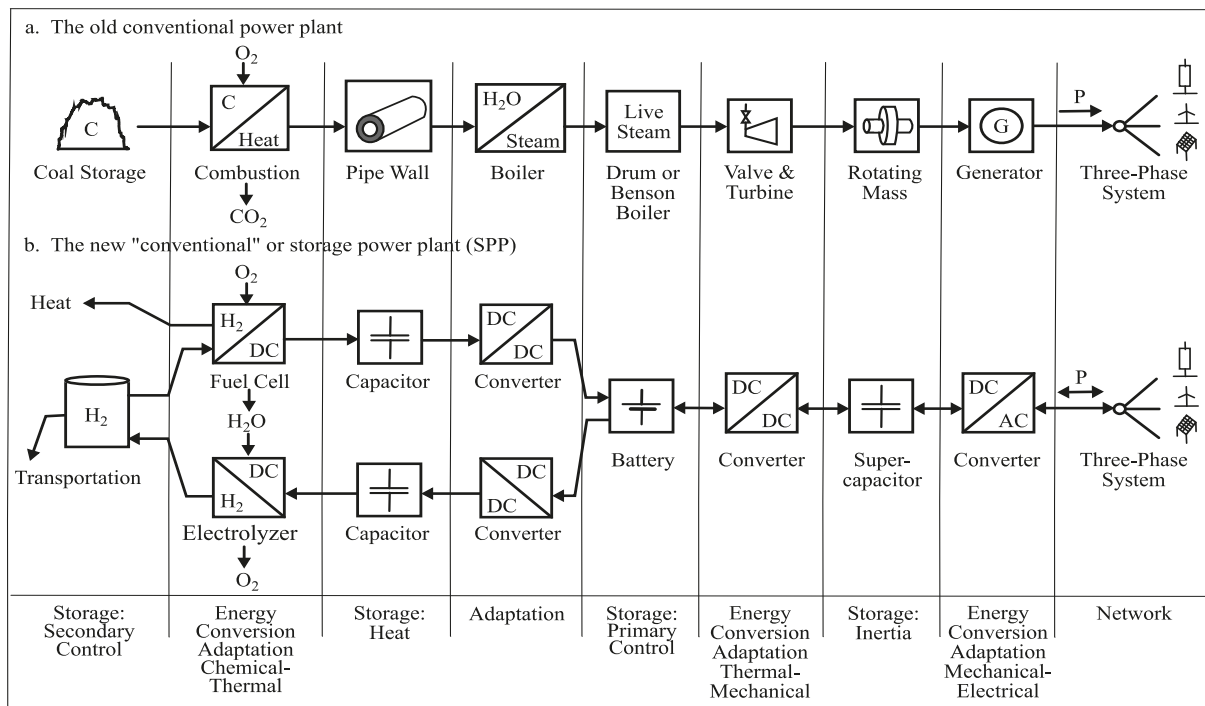 a. The old conventional power plant
O2
C
C
Heat
H2O
Steam
Live
Steam
G
P
Coal Storage
Combustion
Pipe Wall
Boiler
Drum or
Benson
Boiler
Valve &
Turbine
Rotating
Mass
Generator
Three-Phase
System
CO2
b. The new "conventional" or storage power plant (SPP)
O2
Heat
H2
DC
DC
DC
Fuel Cell
Capacitor
Converter
H2
H2O
DC
DC
DC
AC
P
Transportation
Battery
Converter
Super-
capacitor
Converter
Three-Phase
System
DC
H2
DC
DC
Electrolyzer
Capacitor
Converter
O2
Storage:
Secondary
Control
Energy
Conversion
Adaptation
Chemical-
Thermal
Storage:
Heat
Adaptation
Storage:
Primary
Control
Energy
Conversion
Adaptation
Thermal-
Mechanical
Storage:
Inertia
Energy
Conversion
Adaptation
Mechanical-
Electrical
Network